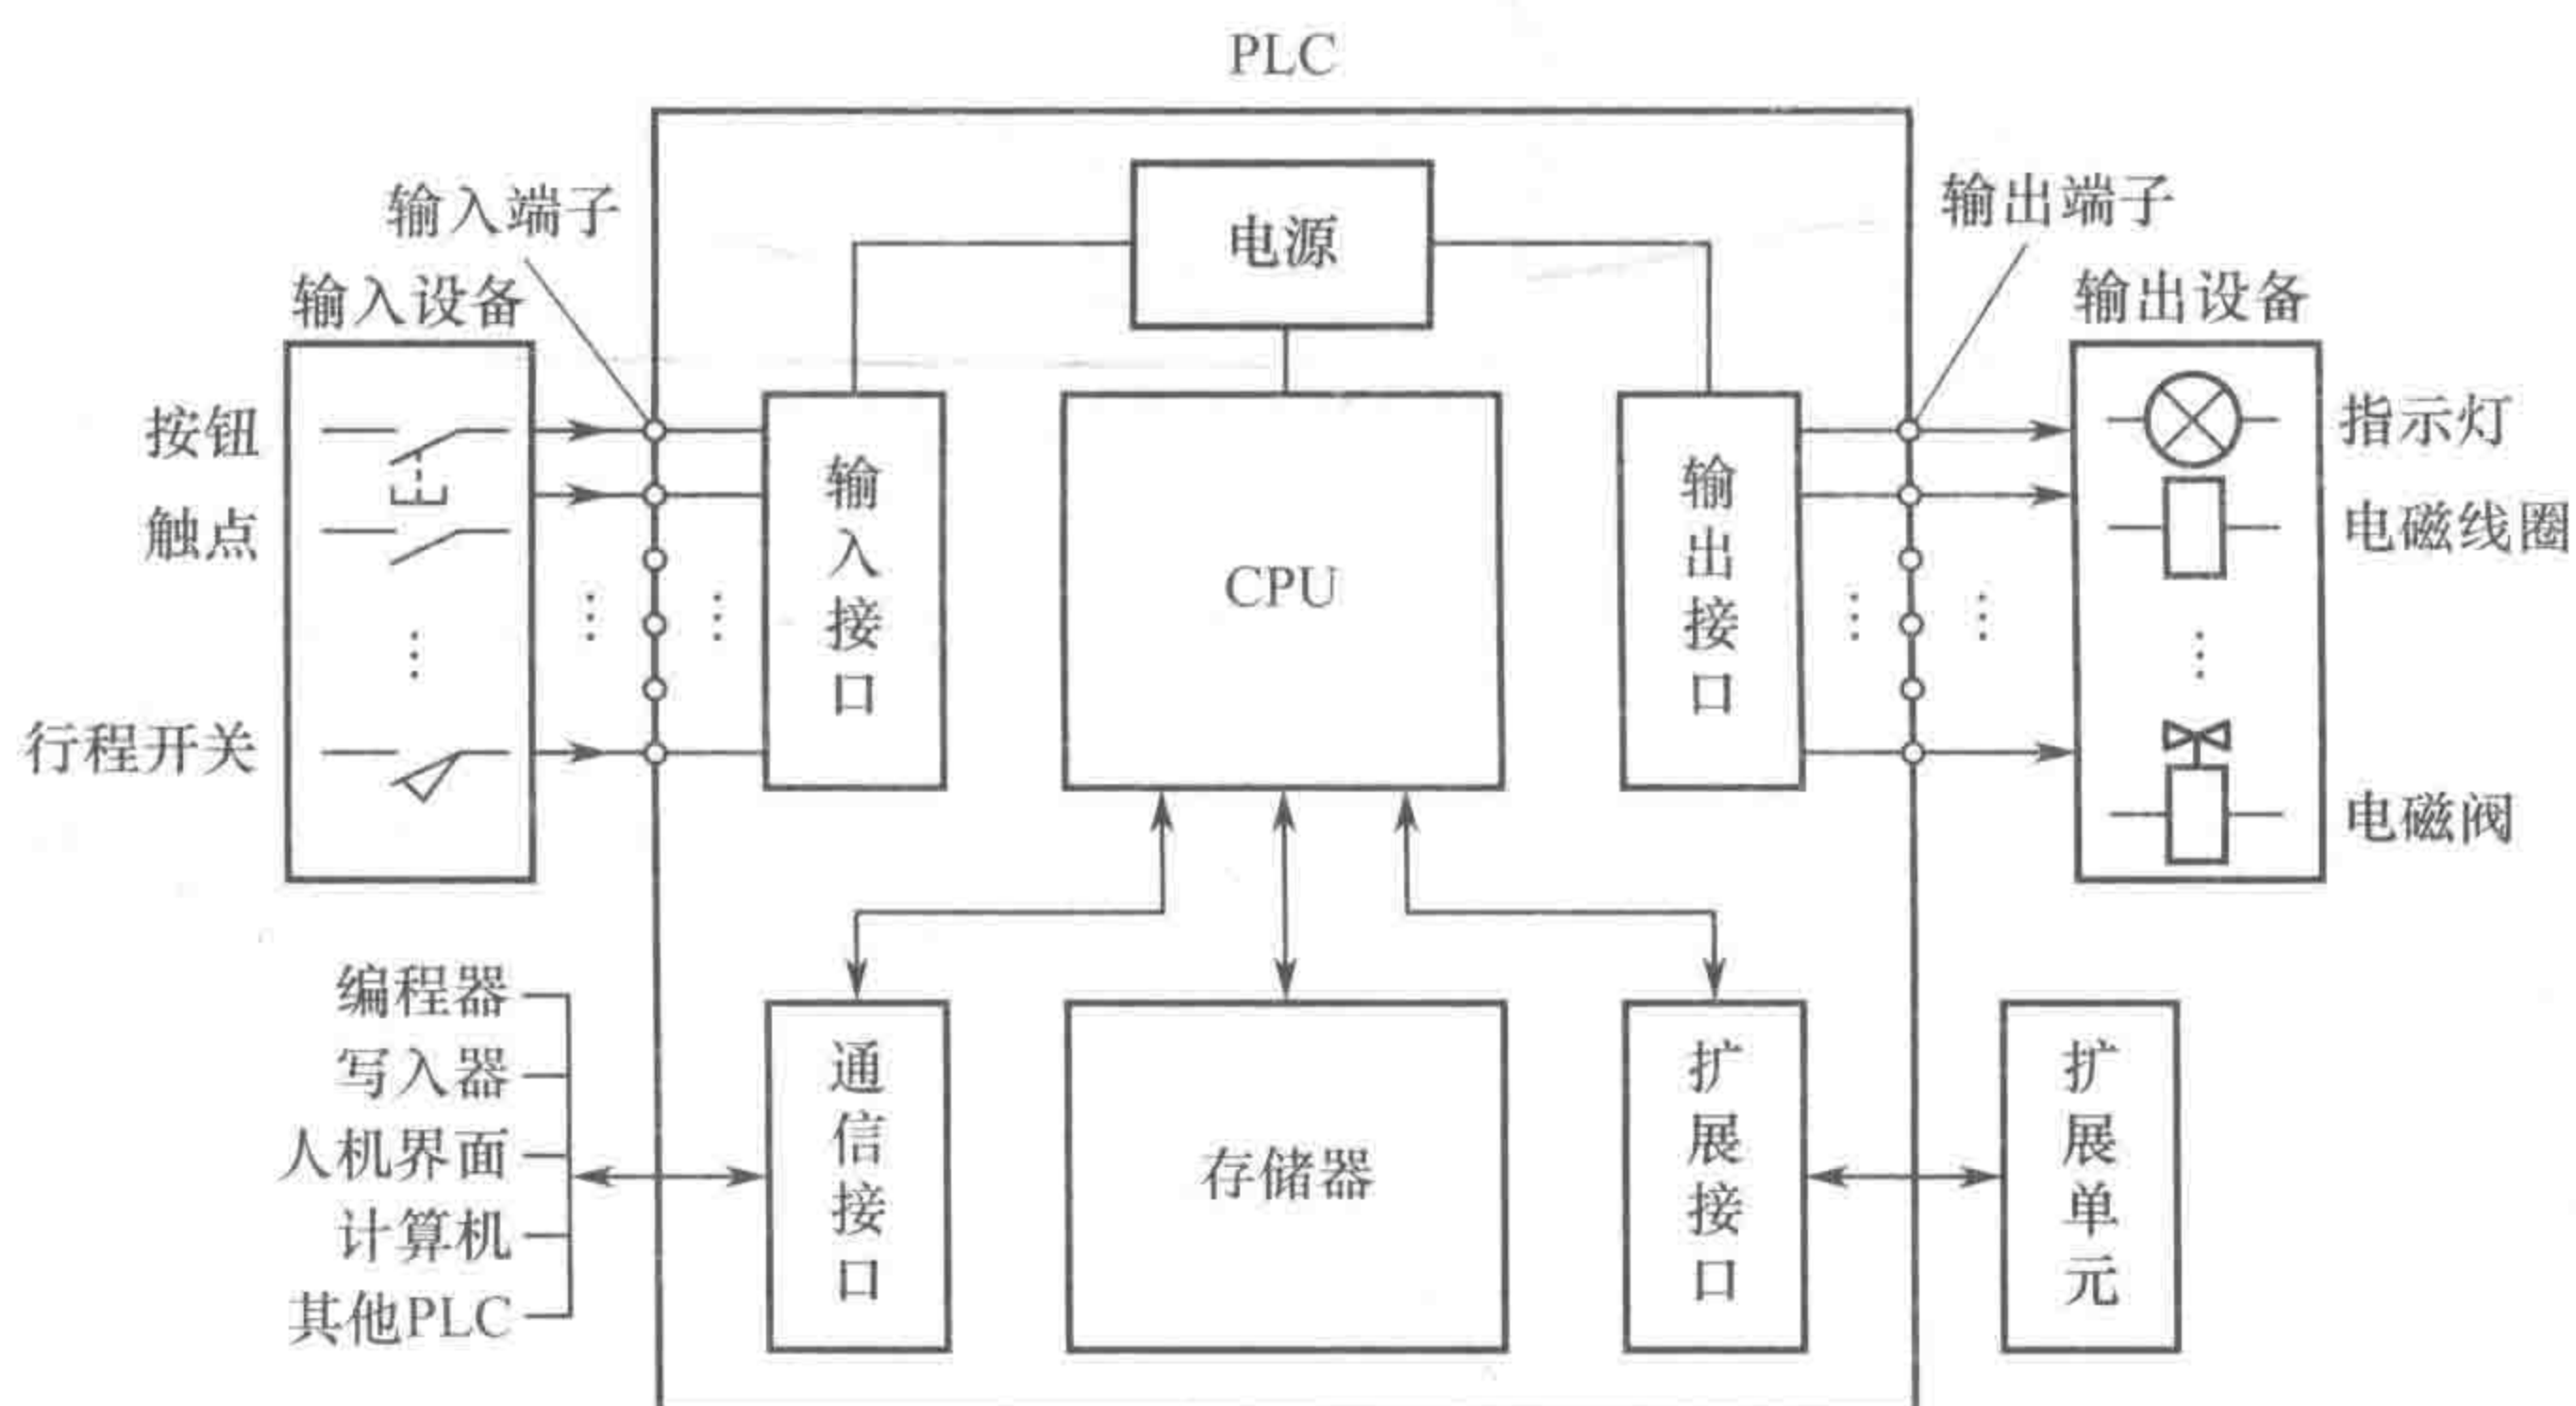 PLC
输入端子
输入设备
电源
输出端子
输出设备
按钮
触点
行程开关
输入接口
CPU
输出接口
指示灯
电磁线圈
电磁阀
编程器
写入器
人机界面
计算机
其他PLC
通信接口
存储器
扩展接口
扩展单元